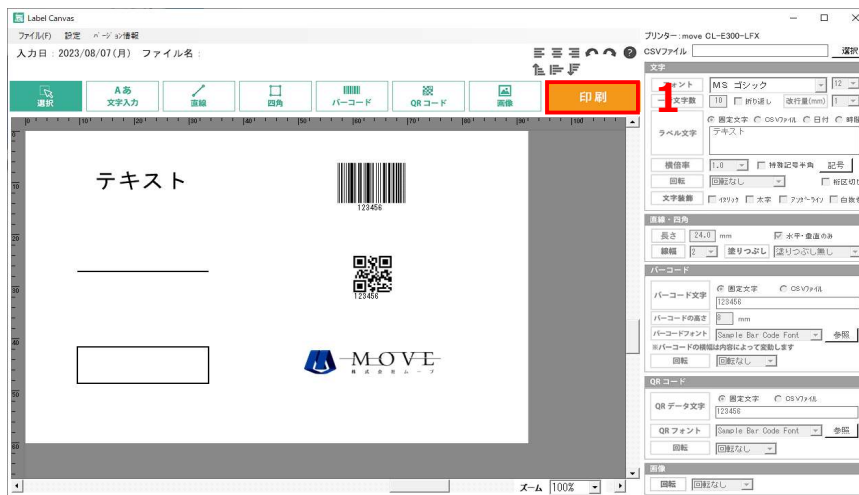 Label Canvas
ファイル(F) 設定 バージョン情報
入力日：2023/08/07(月) ファイル名：
選択
Aあ
文字入力
直線
四角
バーコード
QRコード
画像
印刷
1
テキスト
123456
123456
MOVE
株式会社ムーブ
ズーム 100%
プリンター：move CL-E300-LFX
CSVファイル 選択
文字
フォント MS ゴシック 12
文字数 10 折り返し 改行量(mm) 1
固定文字 CSVファイル 日付
ラベル文字 テキスト
横倍率 1.0 特殊記号半角 記号
回転 回転なし 桁区切り
文字装飾 イタリック 太字 アンダーライン 白抜
直線・四角
長さ 24.0 mm 水平・垂直のみ
線幅 2 塗りつぶし 塗りつぶし無し
バーコード
固定文字 CSVファイル
バーコード文字 123456
バーコードの高さ 8 mm
バーコードフォント Sample Bar Code Font 参照
※バーコードの横幅は内容によって変動します
回転 回転なし
QRコード
固定文字 CSVファイル
QRデータ文字 123456
QRフォント Sample Bar Code Font 参照
回転 回転なし
画像
回転 回転なし